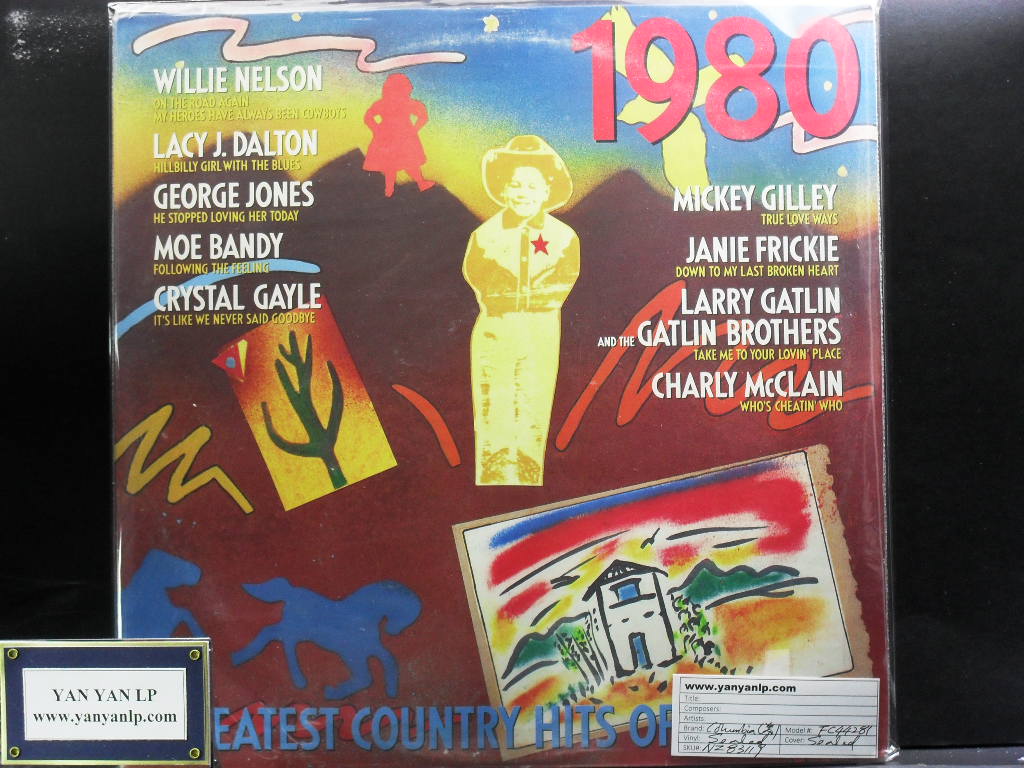 1980
WILLIE NELSON
ON THE ROAD AGAIN
MY HEROES HAVE ALWAYS BEEN COWBOYS
LACY J. DALTON
HILLBILLY GIRL WITH THE BLUES
GEORGE JONES
HE STOPPED LOVING HER TODAY
MOE BANDY
FOLLOWING THE FEELING
CRYSTAL GAYLE
IT'S LIKE WE NEVER SAID GOODBYE
MICKEY GILLEY
TRUE LOVE WAYS
JANIE FRICKIE
DOWN TO MY LAST BROKEN HEART
LARRY GATLIN
AND THE GATLIN BROTHERS
TAKE ME TO YOUR LOVIN' PLACE
CHARLY McCLAIN
WHO'S CHEATIN' WHO
EATEST COUNTRY HITS OF
YAN YAN LP
www.yanyanlp.com
www.yanyanlp.com
Title:
Composers:
Artists:
Brand: Columbia Model #: FC44281
Vinyl: Sealed Cover: Sealed
SKU#: NZ83119